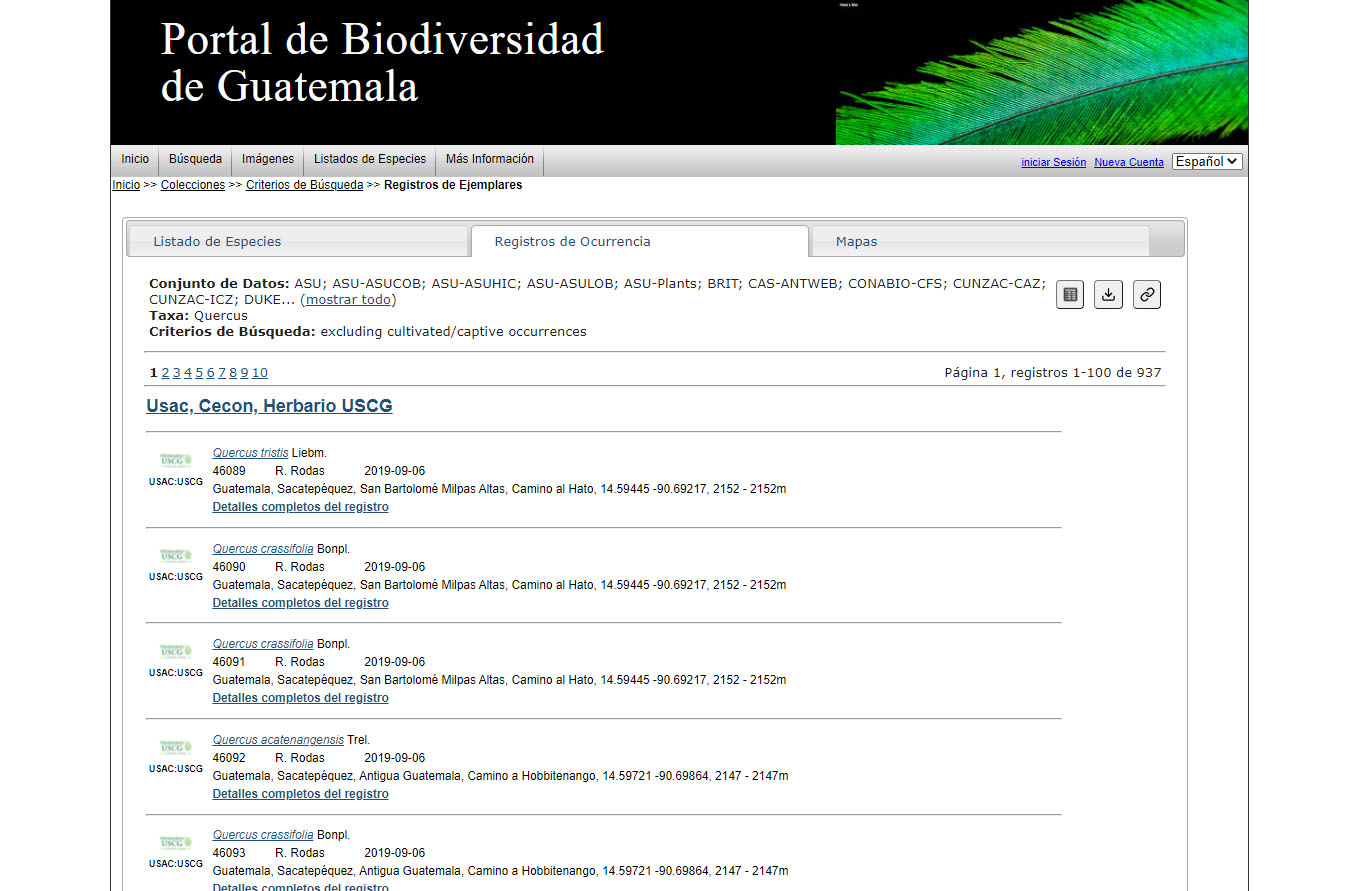 Portal de Biodiversidad
de Guatemala
Inicio Búsqueda Imágenes Listados de Especies Más Información
iniciar Sesión Nueva Cuenta Español
Inicio >> Colecciones >> Criterios de Búsqueda >> Registros de Ejemplares
Listado de Especies Registros de Ocurrencia Mapas
Conjunto de Datos: ASU; ASU-ASUCOB; ASU-ASUHIC; ASU-ASULOB; ASU-Plants; BRIT; CAS-ANTWEB; CONABIO-CFS; CUNZAC-CAZ;
CUNZAC-ICZ; DUKE... (mostrar todo)
Taxa: Quercus
Criterios de Búsqueda: excluding cultivated/captive occurrences
1 2 3 4 5 6 7 8 9 10 Página 1, registros 1-100 de 937
Usac, Cecon, Herbario USCG
Quercus tristis Liebm.
USCG
46089 R. Rodas 2019-09-06
USAC:USCG
Guatemala, Sacatepéquez, San Bartolomé Milpas Altas, Camino al Hato, 14.59445 -90.69217, 2152 - 2152m
Detalles completos del registro
Quercus crassifolia Bonpl.
USCG
46090 R. Rodas 2019-09-06
USAC:USCG
Guatemala, Sacatepéquez, San Bartolomé Milpas Altas, Camino al Hato, 14.59445 -90.69217, 2152 - 2152m
Detalles completos del registro
Quercus crassifolia Bonpl.
USCG
46091 R. Rodas 2019-09-06
USAC:USCG
Guatemala, Sacatepéquez, San Bartolomé Milpas Altas, Camino al Hato, 14.59445 -90.69217, 2152 - 2152m
Detalles completos del registro
Quercus acatenangensis Trel.
USCG
46092 R. Rodas 2019-09-06
USAC:USCG
Guatemala, Sacatepéquez, Antigua Guatemala, Camino a Hobbitenango, 14.59721 -90.69864, 2147 - 2147m
Detalles completos del registro
Quercus crassifolia Bonpl.
USCG
46093 R. Rodas 2019-09-06
USAC:USCG
Guatemala, Sacatepéquez, Antigua Guatemala, Camino a Hobbitenango, 14.59721 -90.69864, 2147 - 2147m
Detalles completos del registro